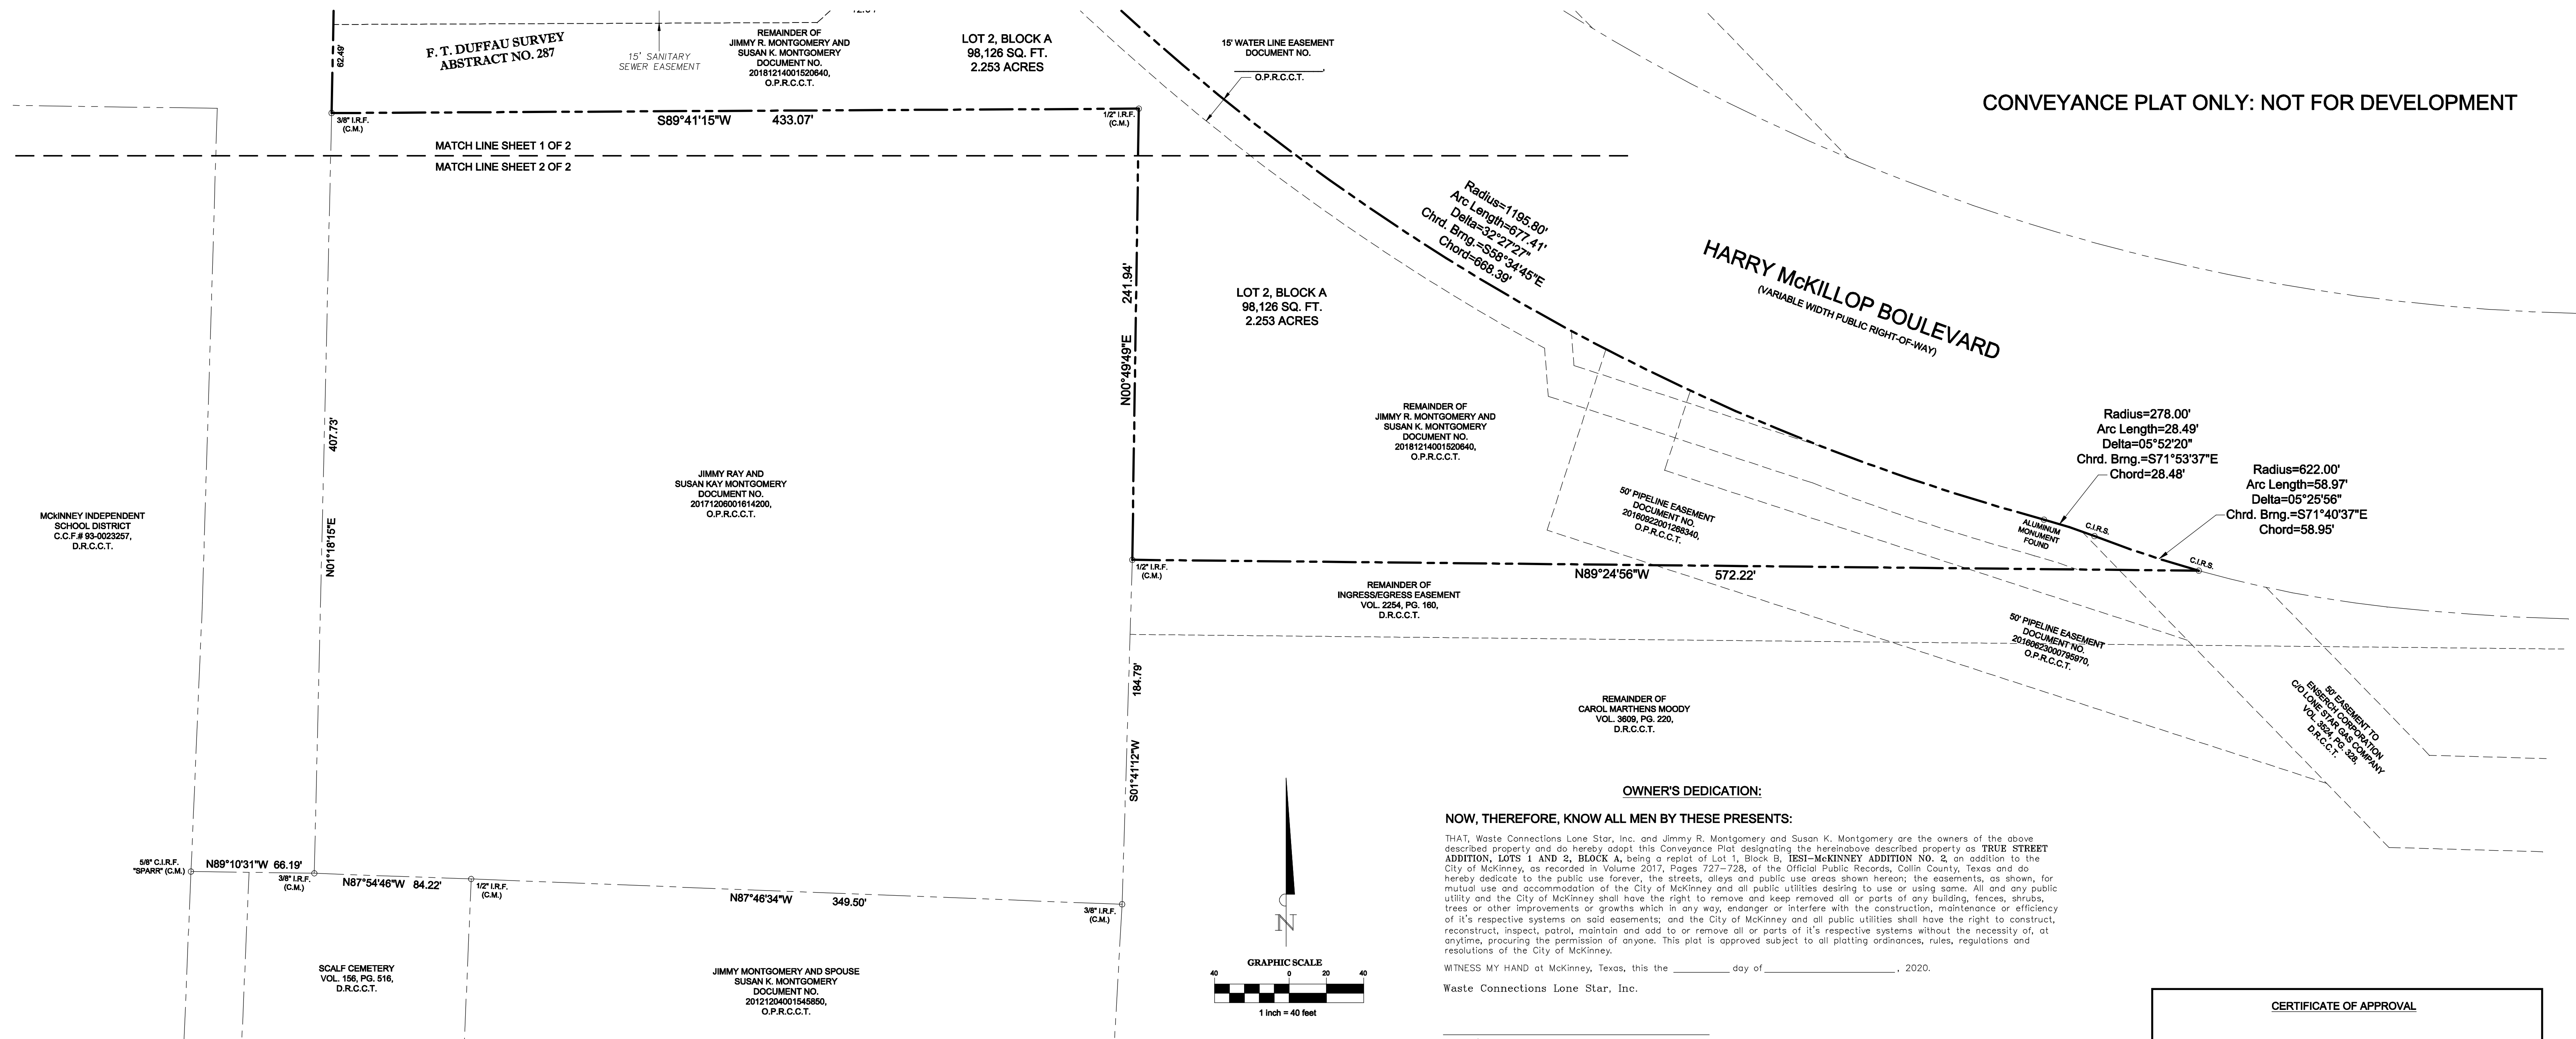 62.49'
F. T. DUFFAU SURVEY
ABSTRACT NO. 287
15' SANITARY
SEWER EASEMENT
REMAINDER OF
JIMMY R. MONTGOMERY AND
SUSAN K. MONTGOMERY
DOCUMENT NO.
20181214001520640,
O.P.R.C.C.T.
LOT 2, BLOCK A
98,126 SQ. FT.
2.253 ACRES
15' WATER LINE EASEMENT
DOCUMENT NO.
O.P.R.C.C.T.
CONVEYANCE PLAT ONLY: NOT FOR DEVELOPMENT
3/8" I.R.F.
(C.M.)
S89°41'15"W 433.07'
1/2" I.R.F.
(C.M.)
MATCH LINE SHEET 1 OF 2
MATCH LINE SHEET 2 OF 2
Radius=1195.80'
Arc Length=677.41'
Delta=32°27'27"
Chrd. Brng.=S58°34'45"E
Chord=668.39'
HARRY McKILLOP BOULEVARD
(VARIABLE WIDTH PUBLIC RIGHT-OF-WAY)
N00°49'49"E 241.94'
LOT 2, BLOCK A
98,126 SQ. FT.
2.253 ACRES
REMAINDER OF
JIMMY R. MONTGOMERY AND
SUSAN K. MONTGOMERY
DOCUMENT NO.
20181214001520640,
O.P.R.C.C.T.
Radius=278.00'
Arc Length=28.49'
Delta=05°52'20"
Chrd. Brng.=S71°53'37"E
Chord=28.48'
Radius=622.00'
Arc Length=58.97'
Delta=05°25'56"
Chrd. Brng.=S71°40'37"E
Chord=58.95'
N01°18'15"E 407.73'
JIMMY RAY AND
SUSAN KAY MONTGOMERY
DOCUMENT NO.
20171206001614200,
O.P.R.C.C.T.
MCkINNEY INDEPENDENT
SCHOOL DISTRICT
C.C.F.# 93-0023257,
D.R.C.C.T.
50' PIPELINE EASEMENT
DOCUMENT NO.
20160922001268340,
O.P.R.C.C.T.
ALUMINUM
MONUMENT
FOUND
C.I.R.S.
C.I.R.S.
1/2" I.R.F.
(C.M.)
N89°24'56"W 572.22'
REMAINDER OF
INGRESS/EGRESS EASEMENT
VOL. 2254, PG. 160,
D.R.C.C.T.
50' PIPELINE EASEMENT
DOCUMENT NO.
20160623000795970,
O.P.R.C.C.T.
S01°41'12"W 184.79'
REMAINDER OF
CAROL MARTHENS MOODY
VOL. 3609, PG. 220,
D.R.C.C.T.
50' EASEMENT TO
ENSERCH CORPORATION
C/O LONE STAR GAS COMPANY
VOL. 3524, PG. 328,
D.R.C.C.T.
5/8" C.I.R.F.
"SPARR" (C.M.)
N89°10'31"W 66.19'
3/8" I.R.F.
(C.M.)
N87°54'46"W 84.22'
1/2" I.R.F.
(C.M.)
N87°46'34"W 349.50'
3/8" I.R.F.
(C.M.)
SCALF CEMETERY
VOL. 156, PG. 516,
D.R.C.C.T.
JIMMY MONTGOMERY AND SPOUSE
SUSAN K. MONTGOMERY
DOCUMENT NO.
20121204001545850,
O.P.R.C.C.T.
N
GRAPHIC SCALE
40 0 20 40
1 inch = 40 feet
OWNER'S DEDICATION:
NOW, THEREFORE, KNOW ALL MEN BY THESE PRESENTS:
THAT, Waste Connections Lone Star, Inc. and Jimmy R. Montgomery and Susan K. Montgomery are the owners of the above
described property and do hereby adopt this Conveyance Plat designating the hereinabove described property as TRUE STREET
ADDITION, LOTS 1 AND 2, BLOCK A, being a replat of Lot 1, Block B, IESI-McKINNEY ADDITION NO. 2, an addition to the
City of McKinney, as recorded in Volume 2017, Pages 727-728, of the Official Public Records, Collin County, Texas and do
hereby dedicate to the public use forever, the streets, alleys and public use areas shown hereon; the easements, as shown, for
mutual use and accommodation of the City of McKinney and all public utilities desiring to use or using same. All and any public
utility and the City of McKinney shall have the right to remove and keep removed all or parts of any building, fences, shrubs,
trees or other improvements or growths which in any way, endanger or interfere with the construction, maintenance or efficiency
of it's respective systems on said easements; and the City of McKinney and all public utilities shall have the right to construct,
reconstruct, inspect, patrol, maintain and add to or remove all or parts of it's respective systems without the necessity of, at
anytime, procuring the permission of anyone. This plat is approved subject to all platting ordinances, rules, regulations and
resolutions of the City of McKinney.
WITNESS MY HAND at McKinney, Texas, this the ________ day of ____________________, 2020.
Waste Connections Lone Star, Inc.
CERTIFICATE OF APPROVAL